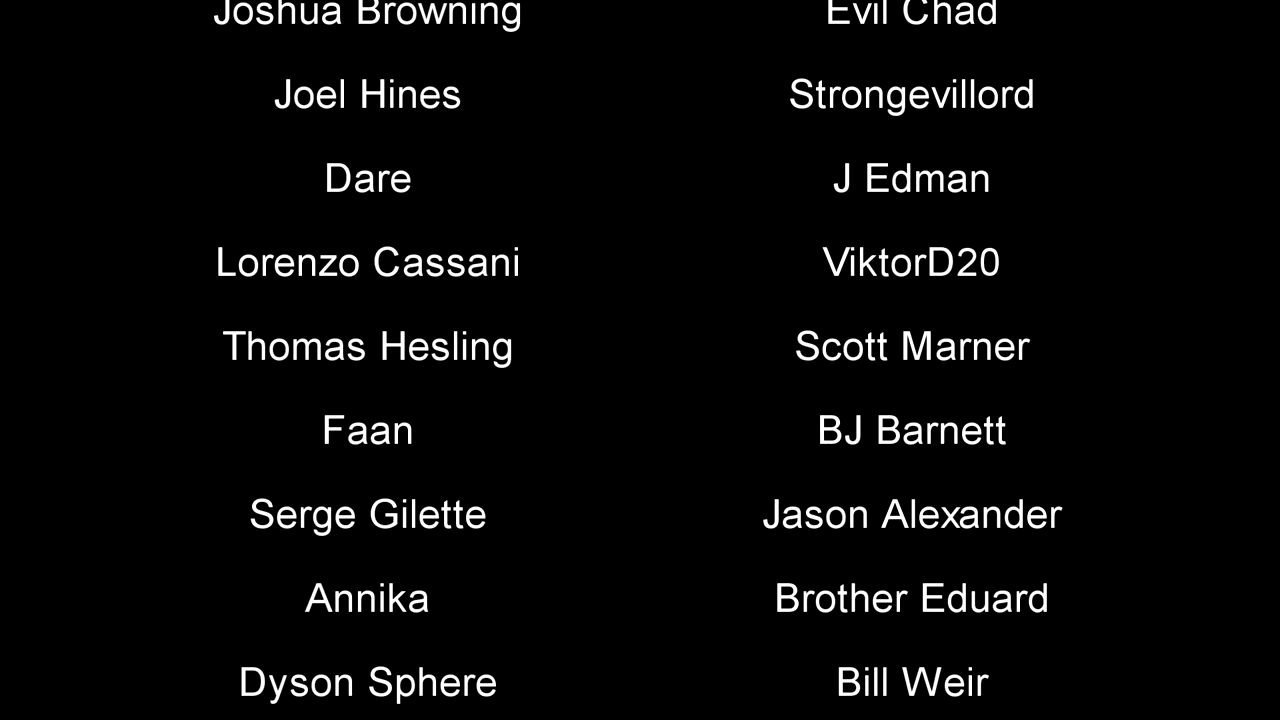 Joshua Browning
Evil Chad
Joel Hines
Strongevillord
Dare
J Edman
Lorenzo Cassani
ViktorD20
Thomas Hesling
Scott Marner
Faan
BJ Barnett
Serge Gilette
Jason Alexander
Annika
Brother Eduard
Dyson Sphere
Bill Weir